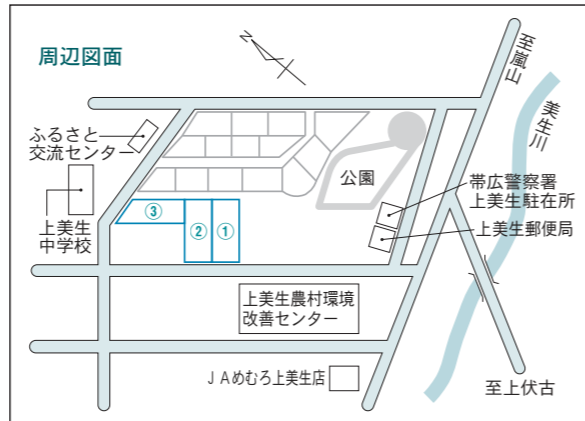 周辺図面
N
至嵐山
美生川
ふるさと
交流センター
上美生
中学校
公園
帯広警察署
上美生駐在所
上美生郵便局
③
②
①
上美生農村環境
改善センター
JAめむろ上美生店
至上伏古